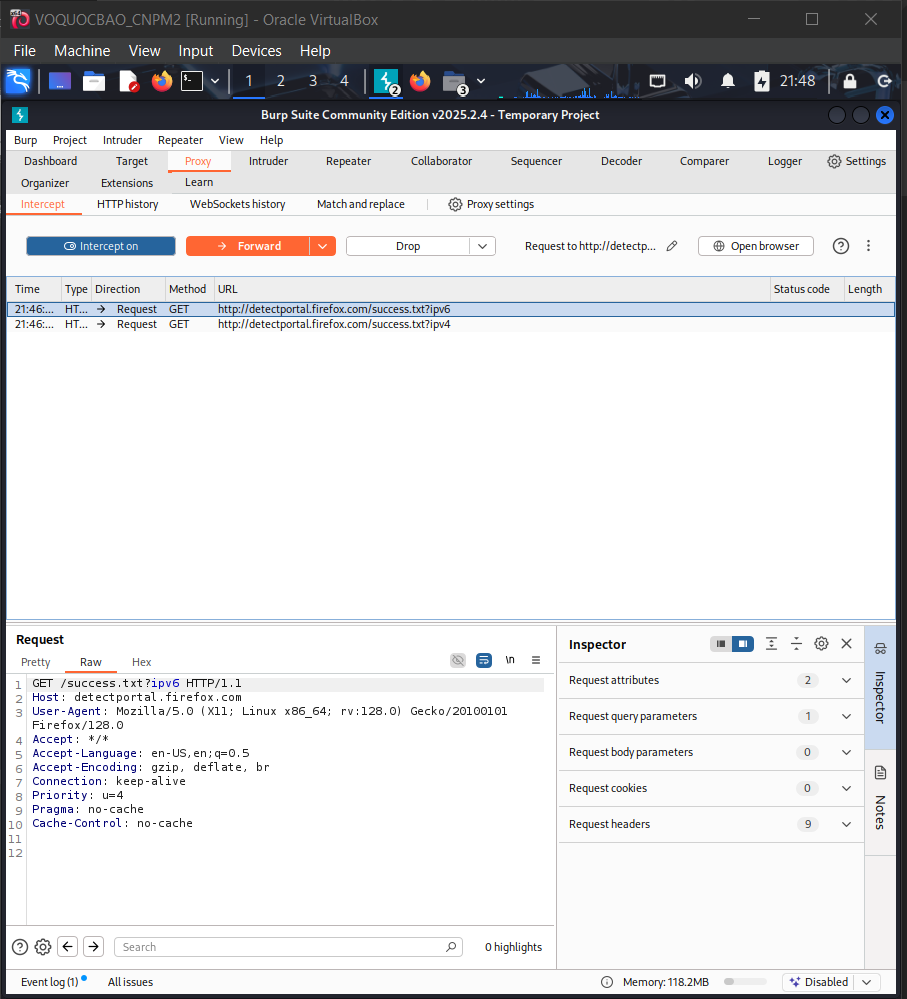 VOQUOCBAO_CNPM2 [Running] - Oracle VirtualBox
File Machine View Input Devices Help
1 2 3 4 2 3 21:48
Burp Suite Community Edition v2025.2.4 - Temporary Project
Burp Project Intruder Repeater View Help
Dashboard Target Proxy Intruder Repeater Collaborator Sequencer Decoder Comparer Logger Settings
Organizer Extensions Learn
Intercept HTTP history WebSockets history Match and replace Proxy settings
Intercept on Forward Drop Request to http://detectp... Open browser
Time Type Direction Method URL Status code Length
21:46:... HT... → Request GET http://detectportal.firefox.com/success.txt?ipv6
21:46:... HT... → Request GET http://detectportal.firefox.com/success.txt?ipv4
Request
Pretty Raw Hex \n
1 GET /success.txt?ipv6 HTTP/1.1
2 Host: detectportal.firefox.com
3 User-Agent: Mozilla/5.0 (X11; Linux x86_64; rv:128.0) Gecko/20100101
Firefox/128.0
4 Accept: */*
5 Accept-Language: en-US,en;q=0.5
6 Accept-Encoding: gzip, deflate, br
7 Connection: keep-alive
8 Priority: u=4
9 Pragma: no-cache
10 Cache-Control: no-cache
11
12
Search 0 highlights
Inspector
Request attributes 2
Request query parameters 1
Request body parameters 0
Request cookies 0
Request headers 9
Inspector
Notes
Event log (1) All issues Memory: 118.2MB Disabled